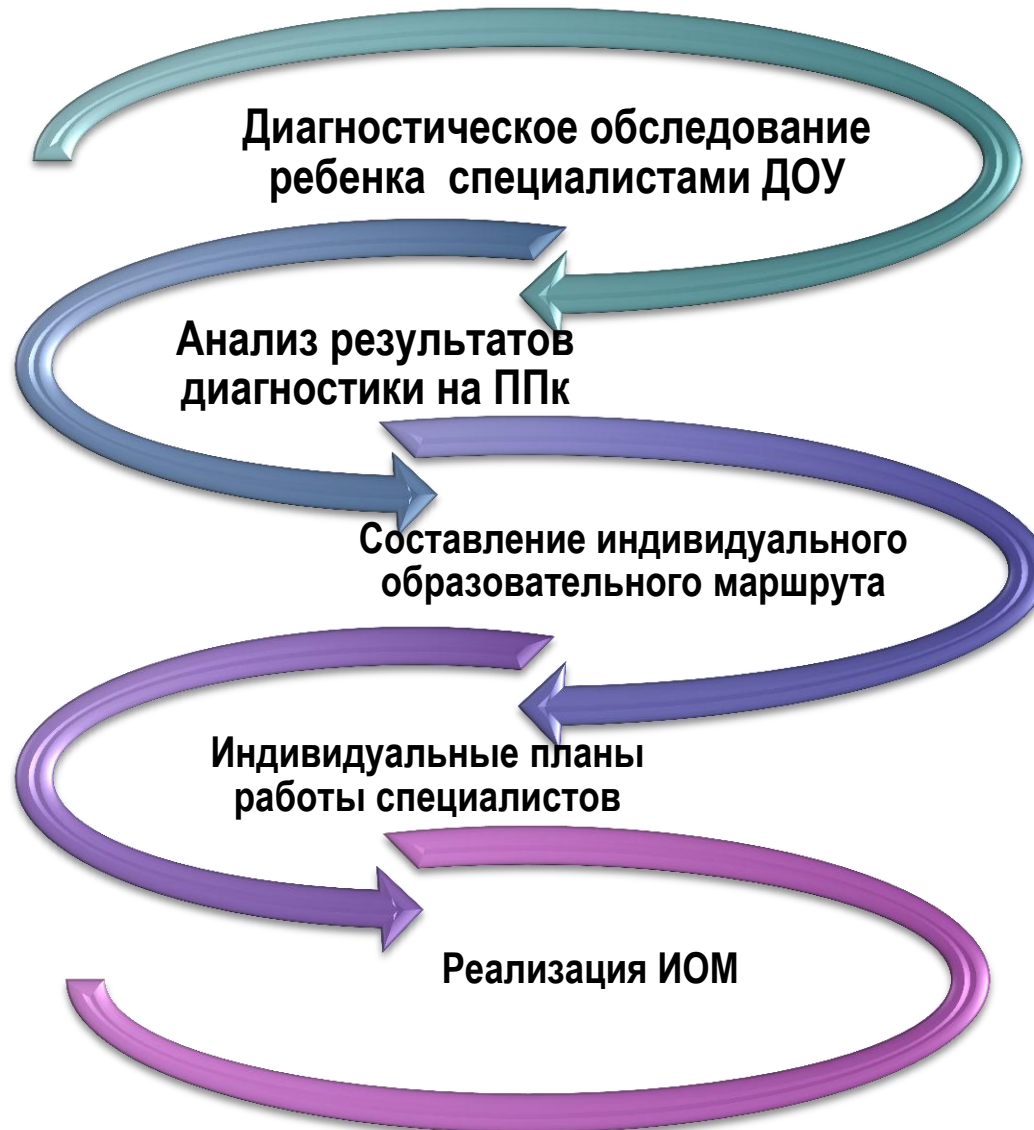 Диагностическое обследование
ребенка специалистами ДОУ
Анализ результатов
диагностики на ППк
Составление индивидуального
образовательного маршрута
Индивидуальные планы
работы специалистов
Реализация ИОМ